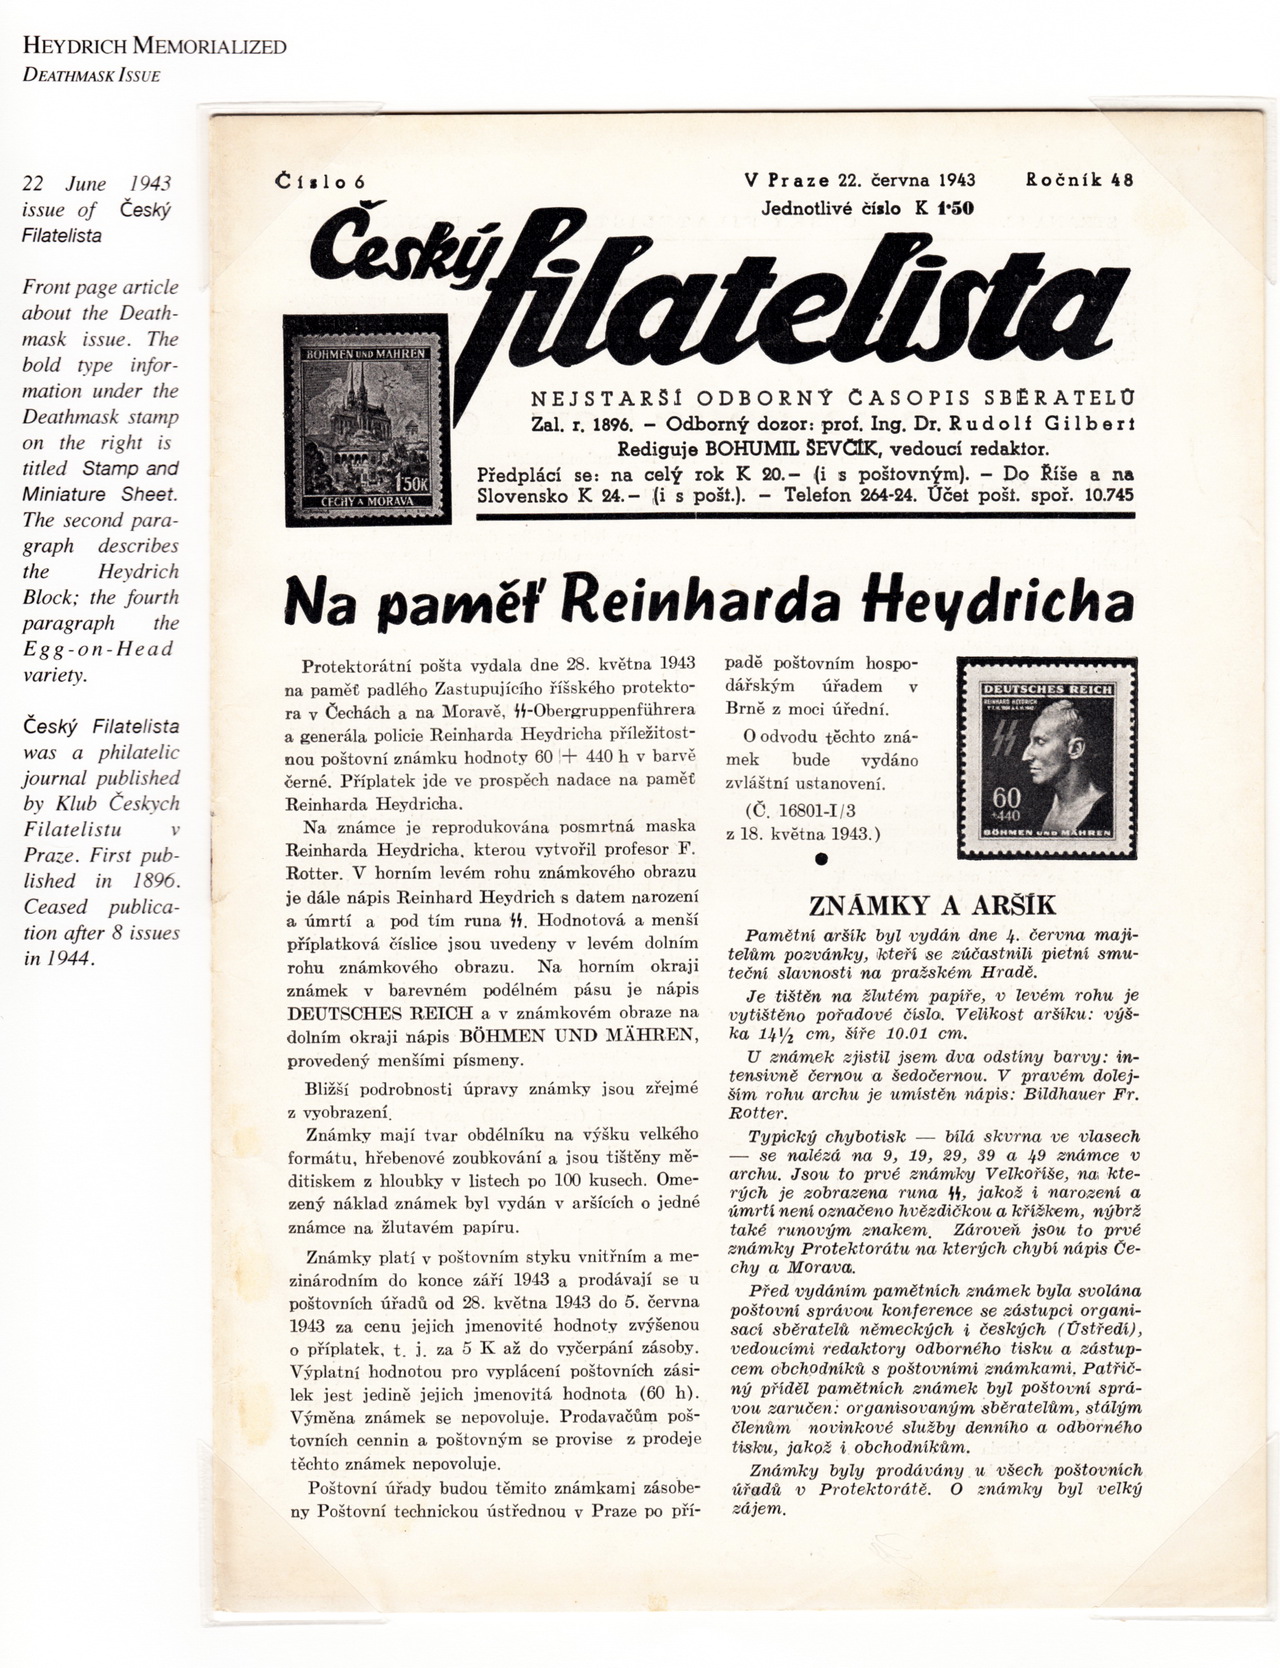 HEYDRICH MEMORIALIZED
DEATHMASK ISSUE
22 June 1943
issue of Český
Filatelista
Front page article
about the Death-
mask issue. The
bold type infor-
mation under the
Deathmask stamp
on the right is
titled Stamp and
Miniature Sheet.
The second para-
graph describes
the Heydrich
Block; the fourth
paragraph the
Egg-on-Head
variety.
Český Filatelista
was a philatelic
journal published
by Klub Českych
Filatelistu v
Praze. First pub-
lished in 1896.
Ceased publica-
tion after 8 issues
in 1944.
Číslo 6 V Praze 22. června 1943 Ročník 48
Jednotlivé číslo K 1·50
Český filatelista
BÖHMEN UND MÄHREN
1·50K
ČECHY A MORAVA
NEJSTARŠÍ ODBORNÝ ČASOPIS SBĚRATELŮ
Zal. r. 1896. – Odborný dozor: prof. Ing. Dr. Rudolf Gilbert
Rediguje BOHUMIL ŠEVČÍK, vedoucí redaktor.
Předplácí se: na celý rok K 20.– (i s poštovným). – Do Říše a na
Slovensko K 24.– (i s pošt.). – Telefon 264-24. Účet pošt. spoř. 10.745
Na paměť Reinharda Heydricha
Protektorátní pošta vydala dne 28. května 1943
na paměť padlého Zastupujícího říšského protekto-
ra v Čechách a na Moravě, ᛋᛋ-Obergruppenführera
a generála policie Reinharda Heydricha příležitost-
nou poštovní známku hodnoty 60 + 440 h v barvě
černé. Příplatek jde ve prospěch nadace na paměť
Reinharda Heydricha.
Na známce je reprodukována posmrtná maska
Reinharda Heydricha, kterou vytvořil profesor F.
Rotter. V horním levém rohu známkového obrazu
je dále nápis Reinhard Heydrich s datem narození
a úmrtí a pod tím runa ᛋᛋ. Hodnotová a menší
příplatková číslice jsou uvedeny v levém dolním
rohu známkového obrazu. Na horním okraji
známek v barevném podélném pásu je nápis
DEUTSCHES REICH a v známkovém obraze na
dolním okraji nápis BÖHMEN UND MÄHREN,
provedený menšími písmeny.
Bližší podrobnosti úpravy známky jsou zřejmé
z vyobrazení.
Známky mají tvar obdélníku na výšku velkého
formátu, hřebenové zoubkování a jsou tištěny mě-
ditiskem z hloubky v listech po 100 kusech. Ome-
zený náklad známek byl vydán v aršících o jedné
známce na žlutavém papíru.
Známky platí v poštovním styku vnitřním a me-
zinárodním do konce září 1943 a prodávají se u
poštovních úřadů od 28. května 1943 do 5. června
1943 za cenu jejich jmenovité hodnoty zvýšenou
o příplatek, t. j. za 5 K až do vyčerpání zásoby.
Výplatní hodnotou pro vyplácení poštovních zási-
lek jest jedině jejich jmenovitá hodnota (60 h).
Výměna známek se nepovoluje. Prodavačům poš-
tovních cennin a poštovným se provise z prodeje
těchto známek nepovoluje.
Poštovní úřady budou těmito známkami zásobe-
ny Poštovní technickou ústřednou v Praze po pří-
padě poštovním hospo-
dářským úřadem v
Brně z moci úřední.
O odvodu těchto zná-
mek bude vydáno
zvláštní ustanovení.
(Č. 16801-I/3
z 18. května 1943.)
DEUTSCHES REICH
REINHARD HEYDRICH
ᛋᛋ
60
+440
BÖHMEN UND MÄHREN
ZNÁMKY A ARŠÍK
Pamětní aršík byl vydán dne 4. června maji-
telům pozvánky, kteří se zúčastnili pietní smu-
teční slavnosti na pražském Hradě.
Je tištěn na žlutém papíře, v levém rohu je
vytištěno pořadové číslo. Velikost aršíku: výš-
ka 14½ cm, šíře 10.01 cm.
U známek zjistil jsem dva odstíny barvy: in-
tensivně černou a šedočernou. V pravém dolej-
ším rohu archu je umístěn nápis: Bildhauer Fr.
Rotter.
Typický chybotisk — bílá skvrna ve vlasech
— se nalézá na 9, 19, 29, 39 a 49 známce v
archu. Jsou to prvé známky Velkoříše, na kte-
rých je zobrazena runa ᛋᛋ, jakož i narození a
úmrtí není označeno hvězdičkou a křížkem, nýbrž
také runovým znakem. Zároveň jsou to prvé
známky Protektorátu na kterých chybí nápis Če-
chy a Morava.
Před vydáním pamětních známek byla svolána
poštovní správou konference se zástupci organi-
sací sběratelů německých i českých (Ústředí),
vedoucími redaktory odborného tisku a zástup-
cem obchodníků s poštovními známkami. Patřič-
ný příděl pamětních známek byl poštovní sprá-
vou zaručen: organisovaným sběratelům, stálým
členům novinkové služby denního a odborného
tisku, jakož i obchodníkům.
Známky byly prodávány u všech poštovních
úřadů v Protektorátě. O známky byl velký
zájem.